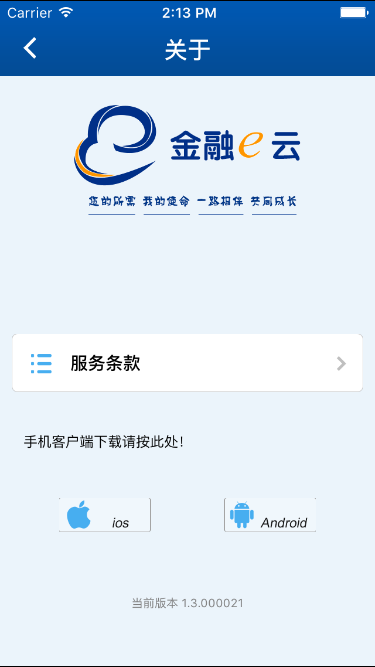 Carrier 2:13 PM
关于
金融e云
您的所需 我的使命 一路相伴 共同成长
服务条款
手机客户端下载请按此处!
ios Android
当前版本 1.3.000021